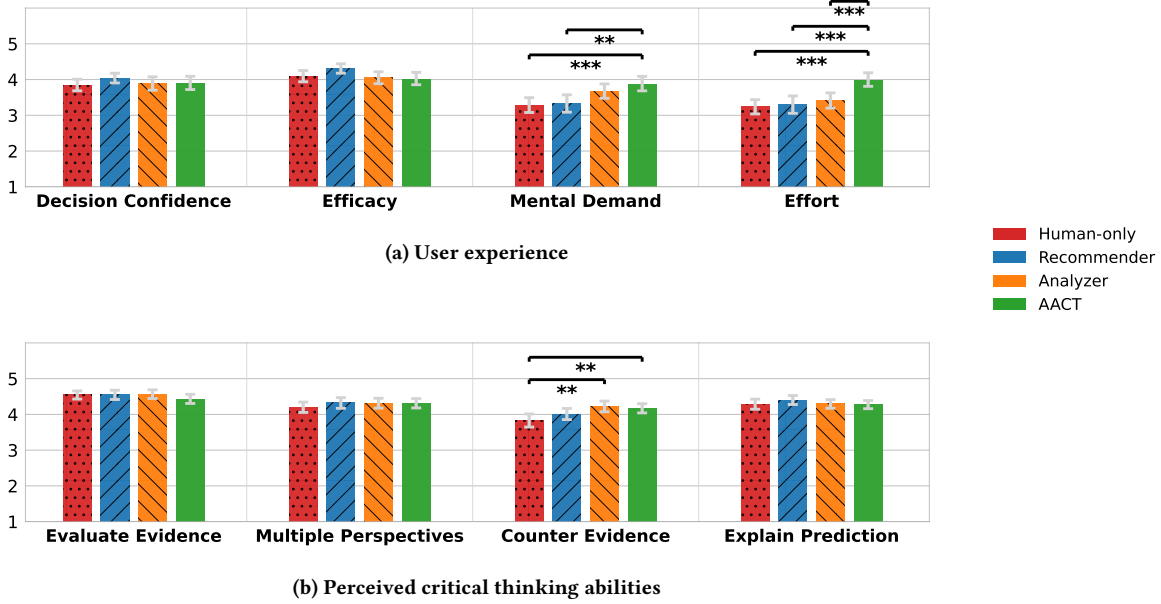 ***
***
***
**
***
5
4
3
2
1
Decision Confidence Efficacy Mental Demand Effort
(a) User experience
Human-only
Recommender
Analyzer
AACT
**
**
5
4
3
2
1
Evaluate Evidence Multiple Perspectives Counter Evidence Explain Prediction
(b) Perceived critical thinking abilities